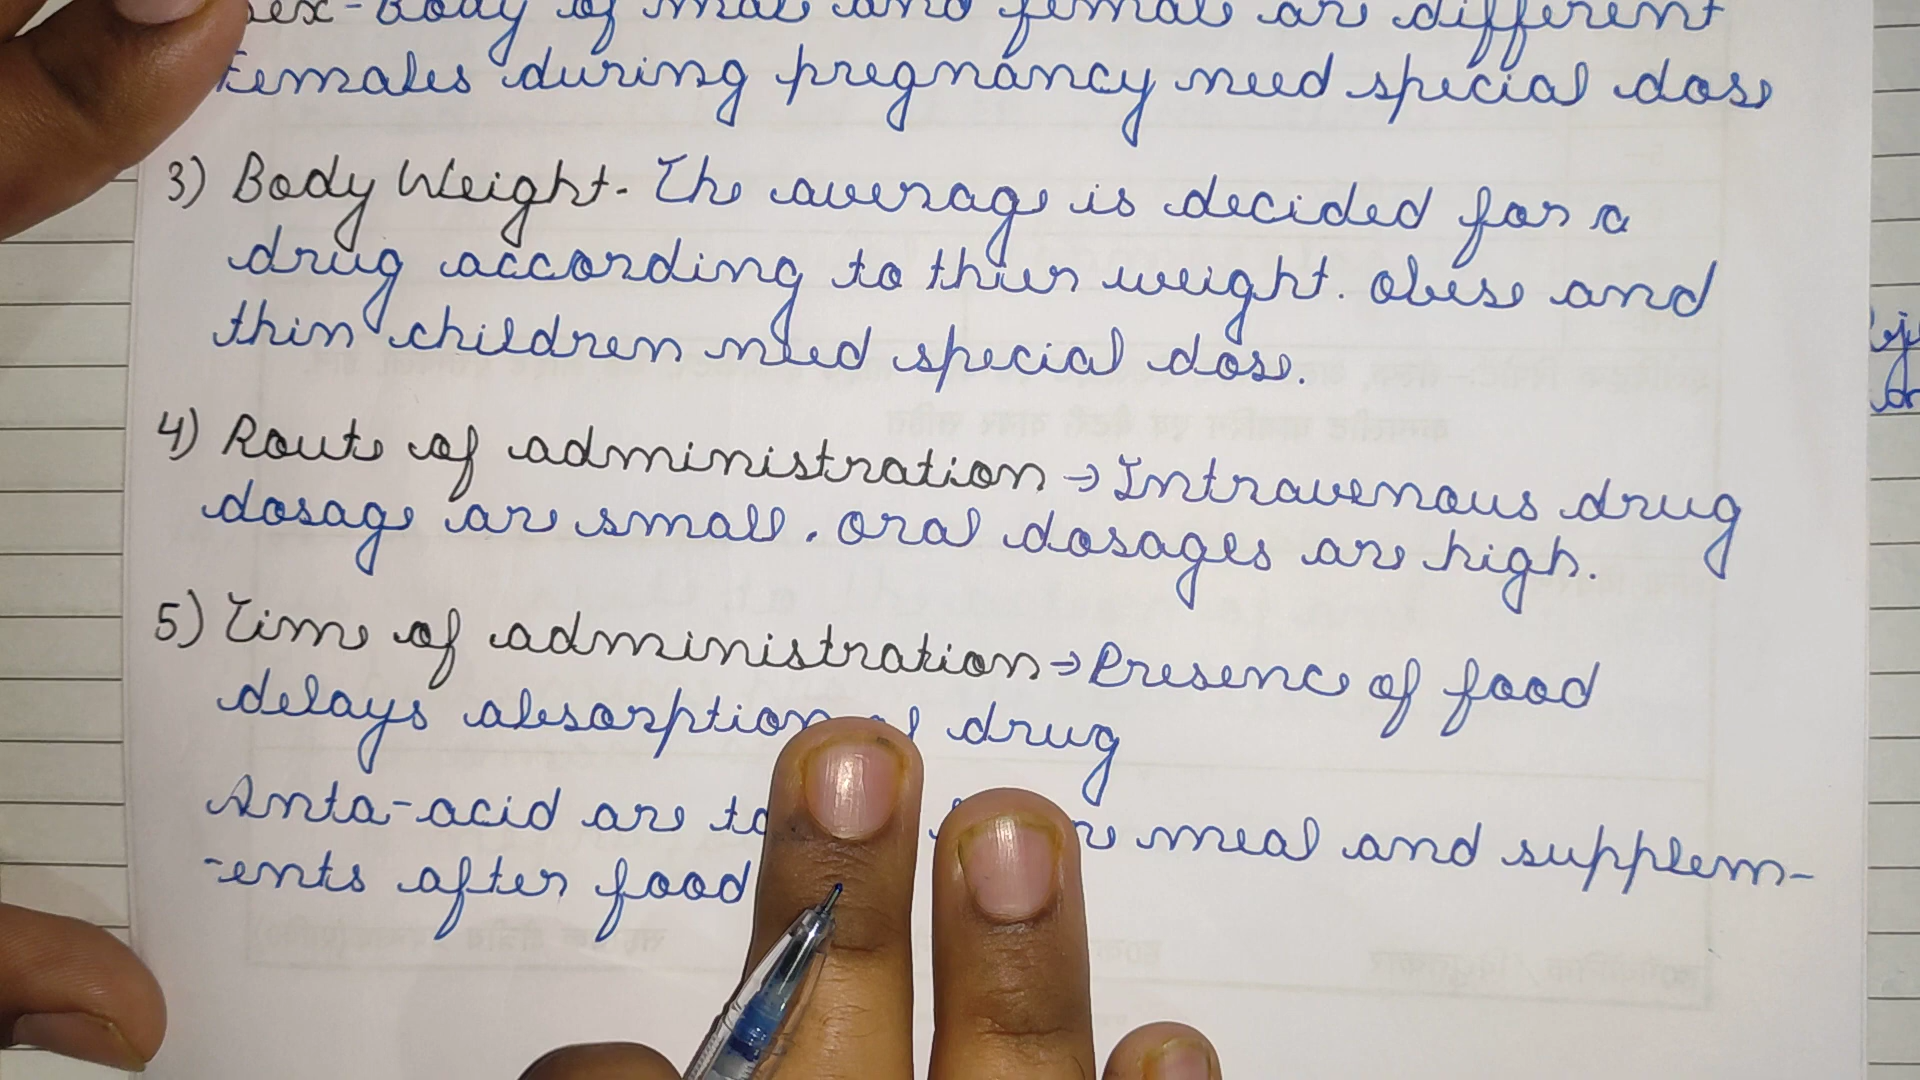 Sex-Body of male and female are different
Females during pregnancy need special dose
3) Body Weight- The average is decided for a
drug according to thier weight. obese and
thin children need special dose.
4) Route of administration → Intravenous drug
dosage are small. oral dosages are high.
5) Time of administration → Presence of food
delays absorption of drug
Anta-acid are meal and supplem-
-ents after food